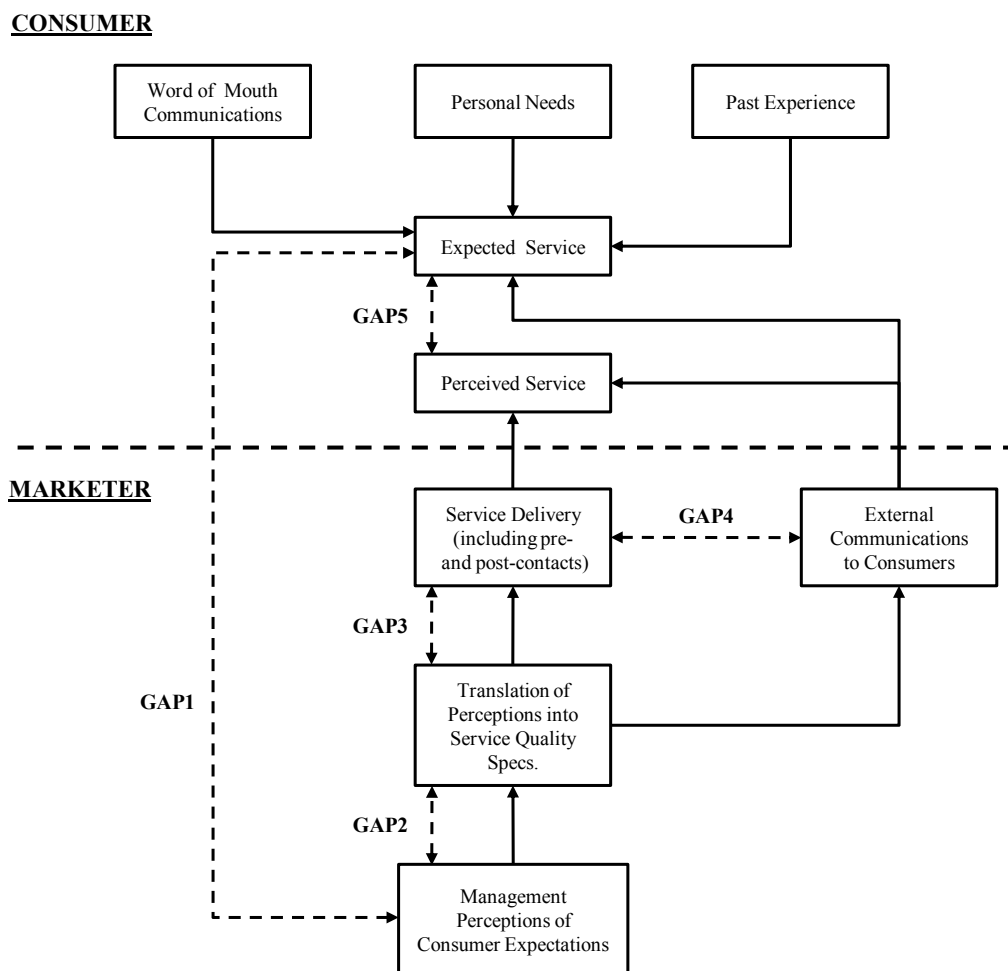 CONSUMER
Word of Mouth
Communications
Personal Needs
Past Experience
Expected Service
GAP5
Perceived Service
MARKETER
Service Delivery
(including pre-
and post-contacts)
GAP4
External
Communications
to Consumers
GAP3
Translation of
Perceptions into
Service Quality
Specs.
GAP1
GAP2
Management
Perceptions of
Consumer Expectations